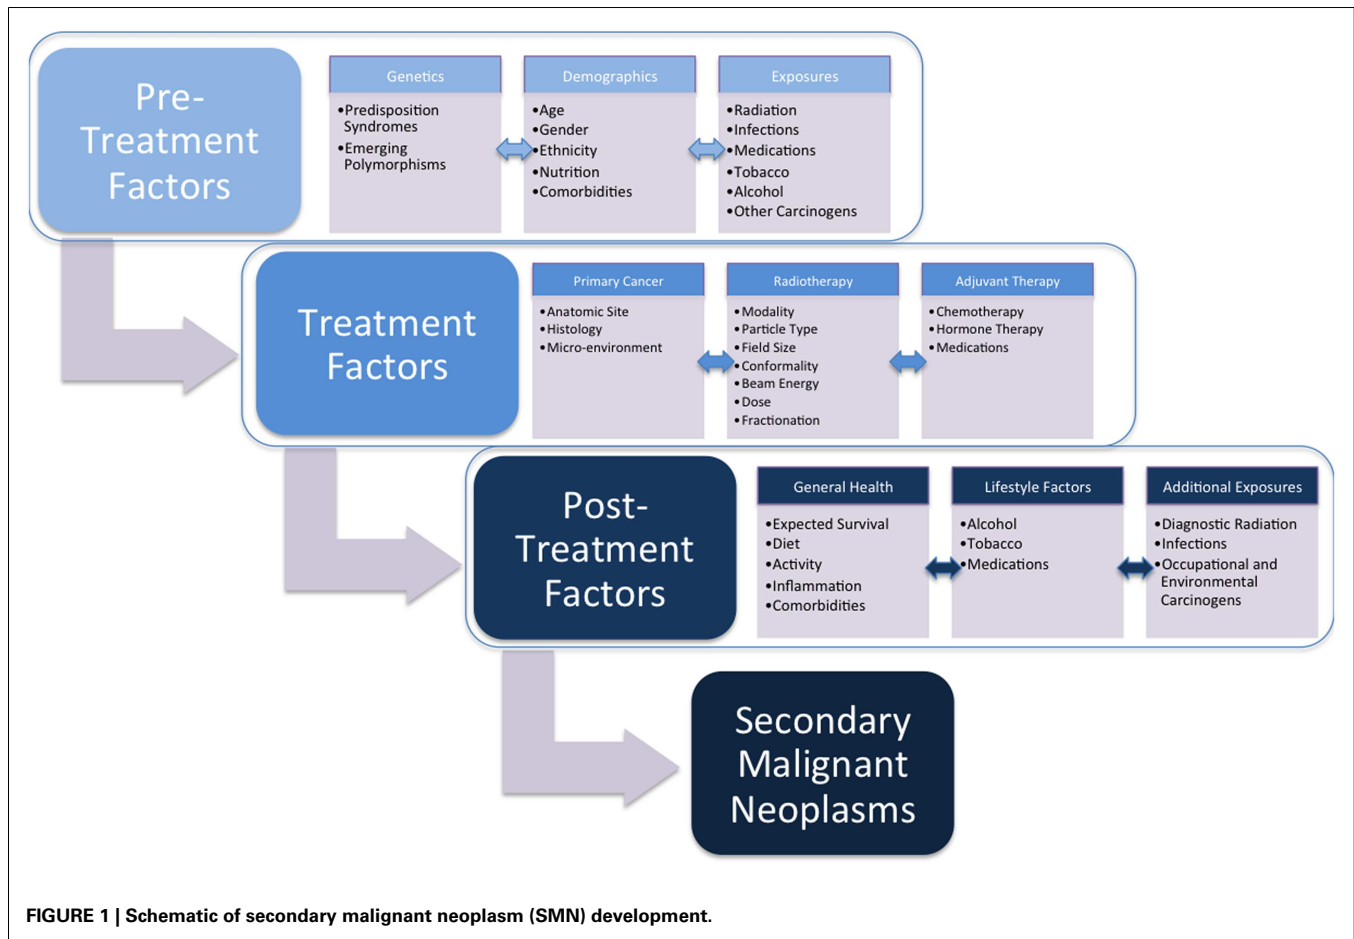 Pre-
Treatment
Factors
Genetics
•Predisposition
Syndromes
•Emerging
Polymorphisms
Demographics
•Age
•Gender
•Ethnicity
•Nutrition
•Comorbidities
Exposures
•Radiation
•Infections
•Medications
•Tobacco
•Alcohol
•Other Carcinogens
Treatment
Factors
Primary Cancer
•Anatomic Site
•Histology
•Micro-environment
Radiotherapy
•Modality
•Particle Type
•Field Size
•Conformality
•Beam Energy
•Dose
•Fractionation
Adjuvant Therapy
•Chemotherapy
•Hormone Therapy
•Medications
Post-
Treatment
Factors
General Health
•Expected Survival
•Diet
•Activity
•Inflammation
•Comorbidities
Lifestyle Factors
•Alcohol
•Tobacco
•Medications
Additional Exposures
•Diagnostic Radiation
•Infections
•Occupational and
Environmental
Carcinogens
Secondary
Malignant
Neoplasms
FIGURE 1 | Schematic of secondary malignant neoplasm (SMN) development.